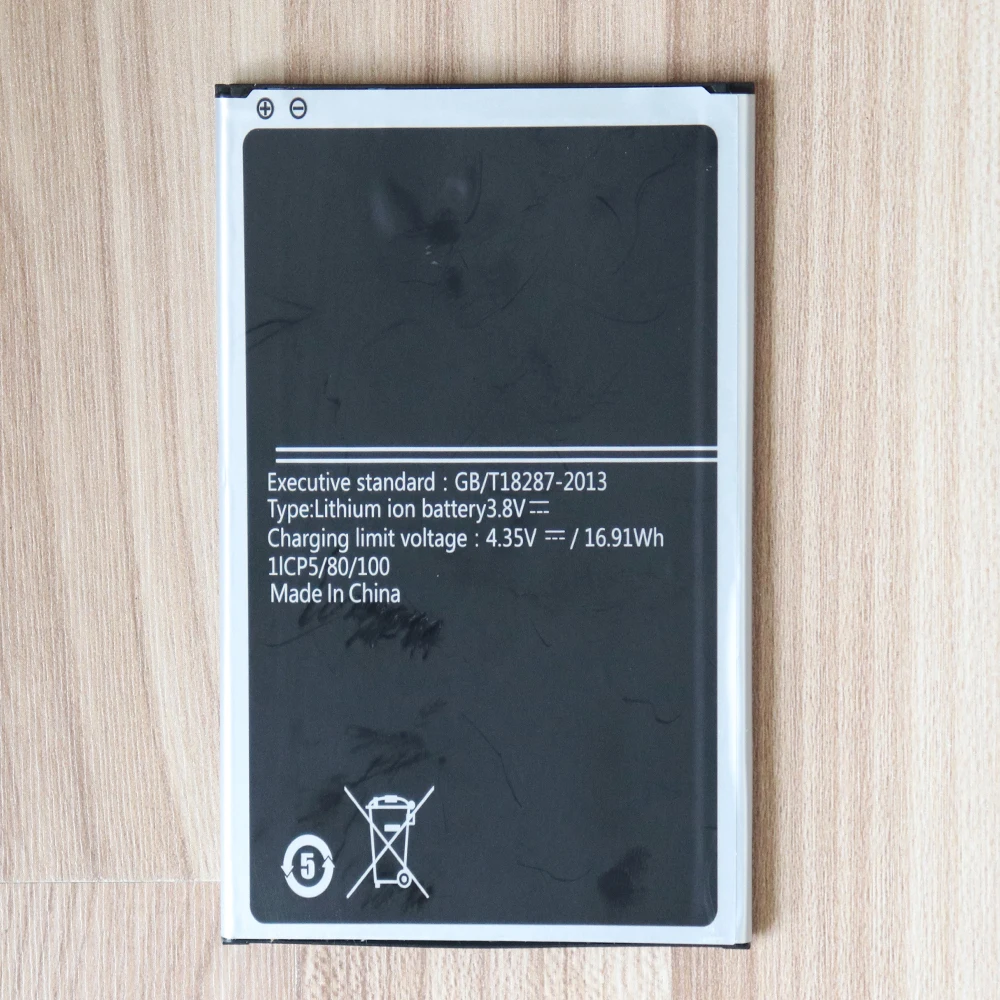 ⊕ ⊖
Executive standard : GB/T18287-2013
Type:Lithium ion battery3.8V⎓
Charging limit voltage : 4.35V ⎓ / 16.91Wh
1ICP5/80/100
Made In China
5